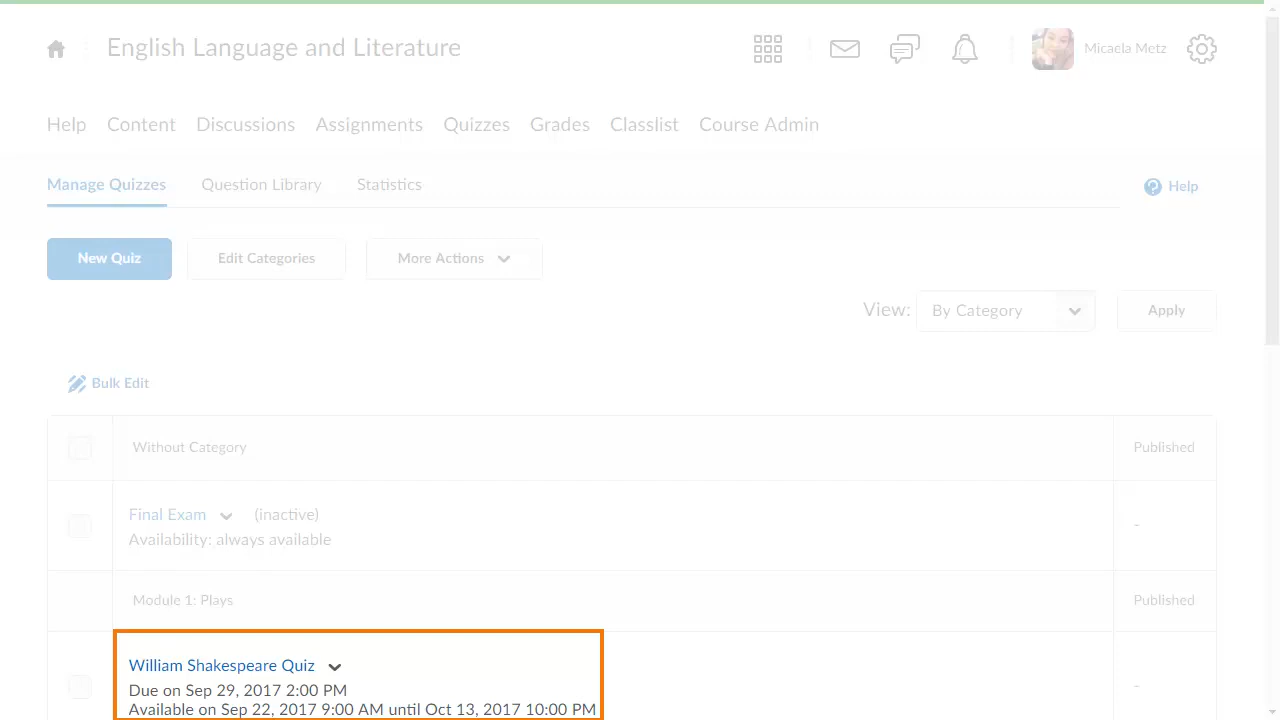 English Language and Literature
Micaela Metz
Help Content Discussions Assignments Quizzes Grades Classlist Course Admin
Manage Quizzes Question Library Statistics
Help
New Quiz Edit Categories More Actions
View: By Category Apply
Bulk Edit
Without Category Published
Final Exam (inactive)
Availability: always available
-
Module 1: Plays Published
William Shakespeare Quiz
Due on Sep 29, 2017 2:00 PM
-
Available on Sep 22, 2017 9:00 AM until Oct 13, 2017 10:00 PM